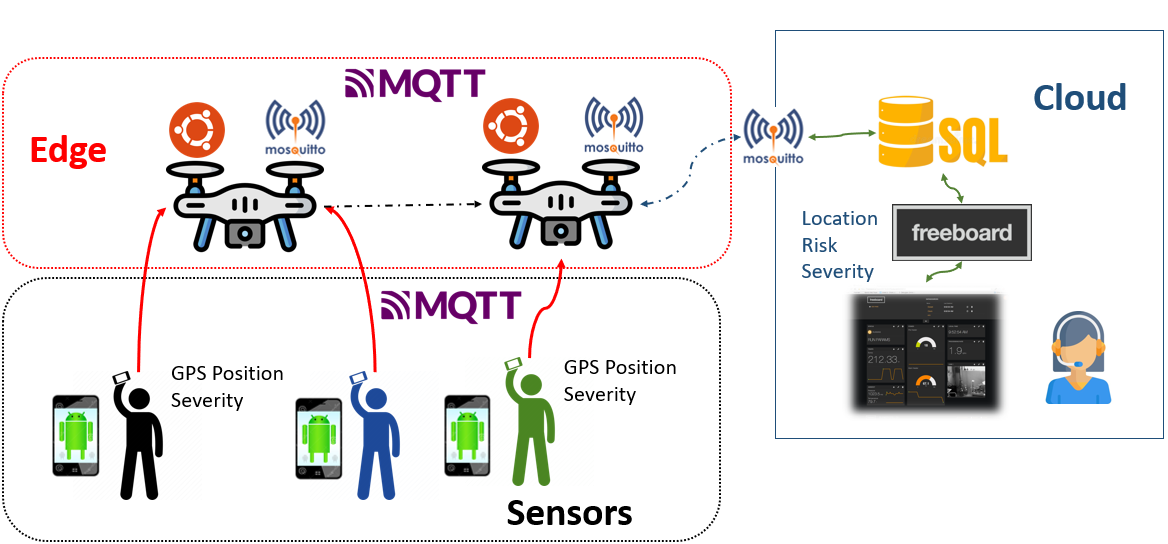 MQTT
Edge
mosquitto
mosquitto
mosquitto
SQL
Cloud
Location
Risk
Severity
freeboard
MQTT
GPS Position
Severity
GPS Position
Severity
Sensors
212.33
1.9